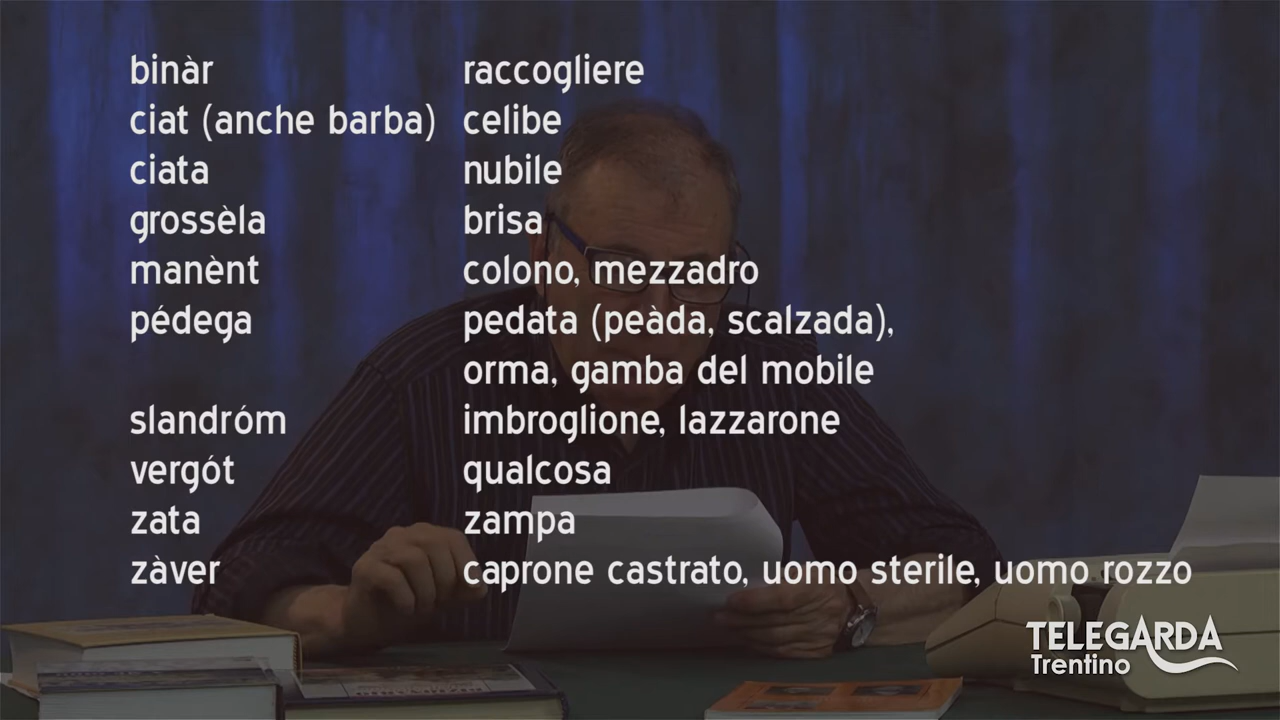 binàr raccogliere
ciat (anche barba) celibe
ciata nubile
grossèla brisa
manènt colono, mezzadro
pédega pedata (peàda, scalzada),
orma, gamba del mobile
slandróm imbroglione, lazzarone
vergót qualcosa
zata zampa
zàver caprone castrato, uomo sterile, uomo rozzo
TELEGARDA
Trentino